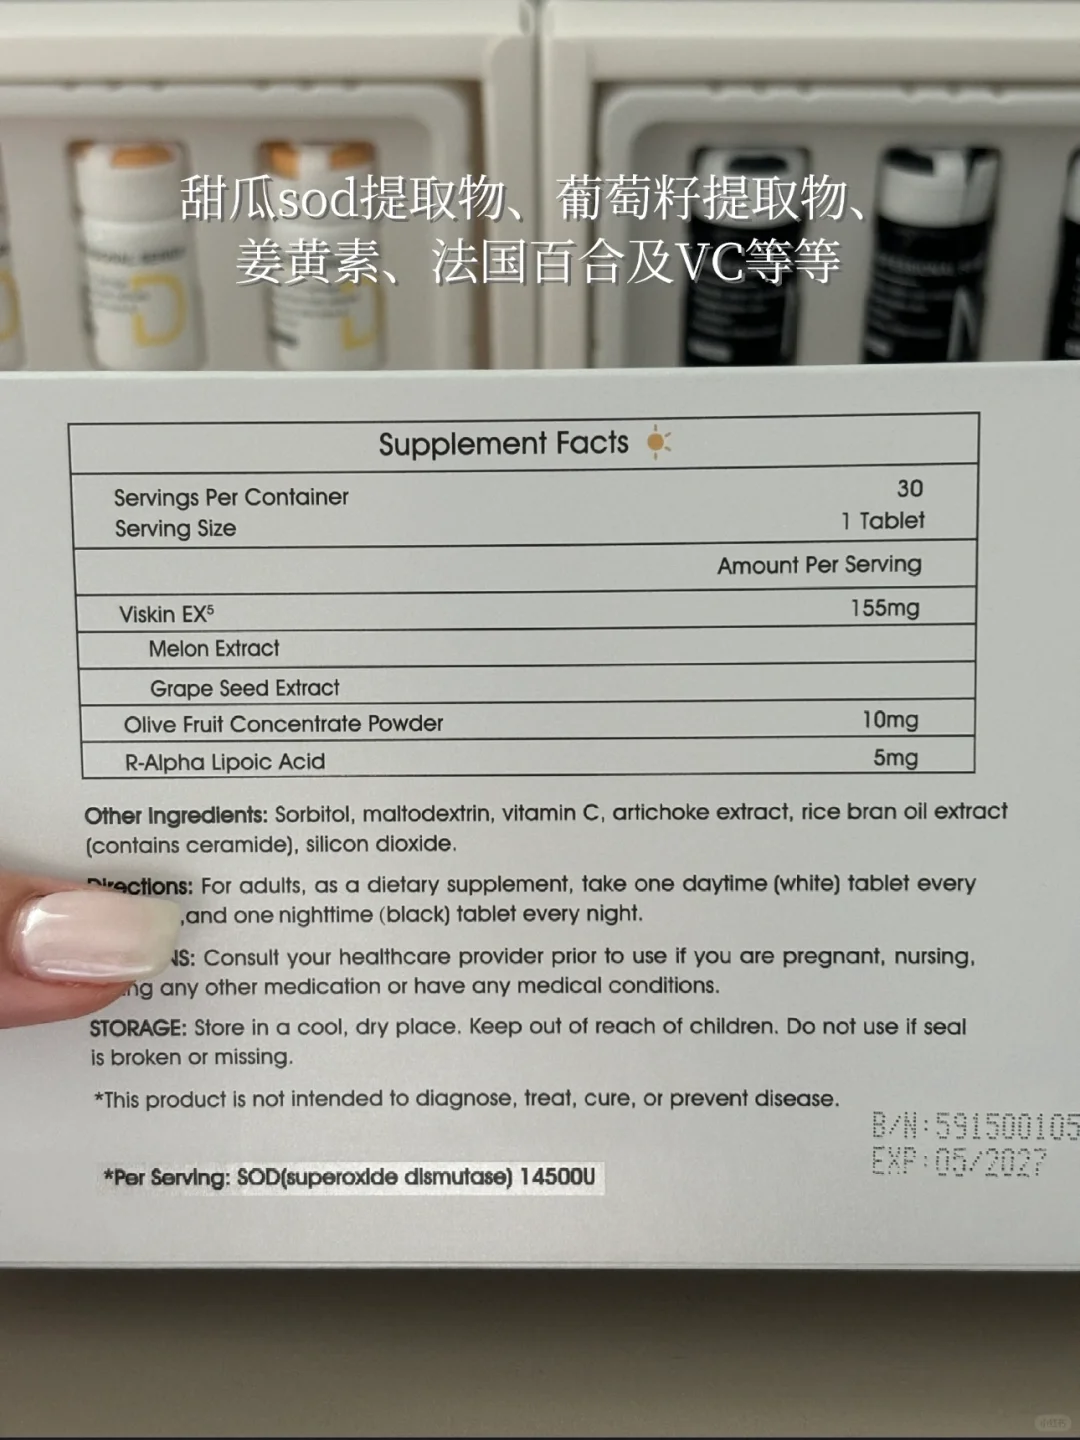 甜瓜sod提取物、葡萄籽提取物、
姜黄素、法国百合及VC等等
Supplement Facts
Servings Per Container 30
Serving Size 1 Tablet
Amount Per Serving
Viskin EX⁵ 155mg
Melon Extract
Grape Seed Extract
Olive Fruit Concentrate Powder 10mg
R-Alpha Lipoic Acid 5mg
Other Ingredients: Sorbitol, maltodextrin, vitamin C, artichoke extract, rice bran oil extract
(contains ceramide), silicon dioxide.
Directions: For adults, as a dietary supplement, take one daytime (white) tablet every
,and one nighttime (black) tablet every night.
NS: Consult your healthcare provider prior to use if you are pregnant, nursing,
ng any other medication or have any medical conditions.
STORAGE: Store in a cool, dry place. Keep out of reach of children. Do not use if seal
is broken or missing.
*This product is not intended to diagnose, treat, cure, or prevent disease.
B/N:591500105
EXP:05/2027
*Per Serving: SOD(superoxide dismutase) 14500U
小红书